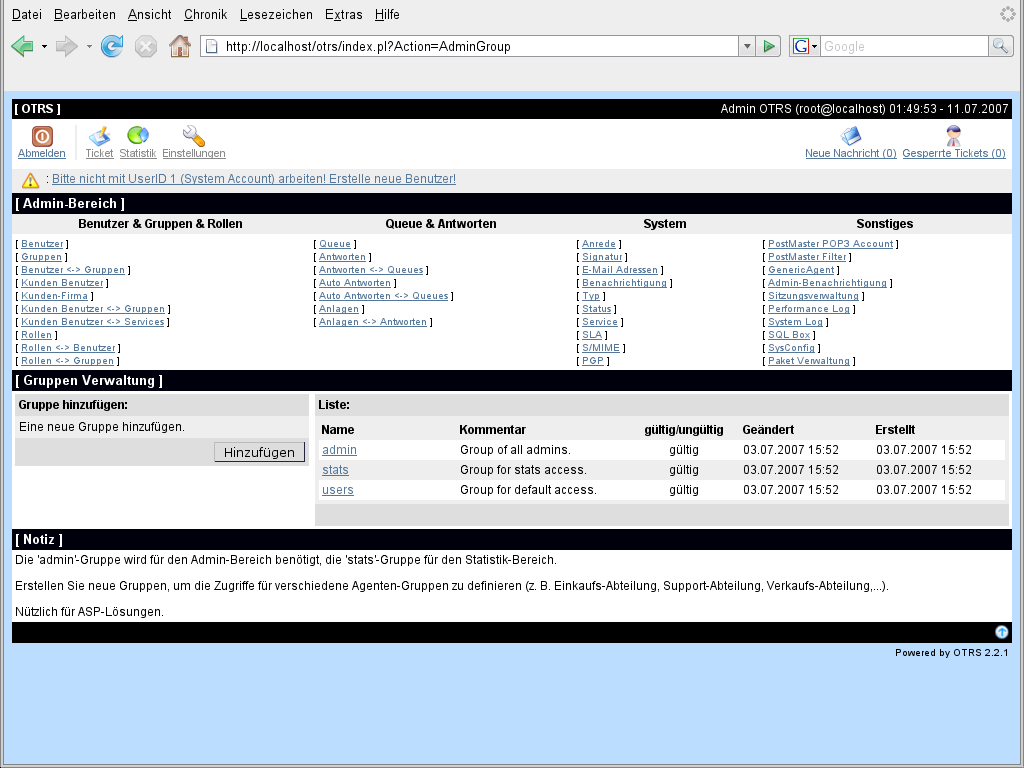 Datei Bearbeiten Ansicht Chronik Lesezeichen Extras Hilfe
http://localhost/otrs/index.pl?Action=AdminGroup
G Google
[ OTRS ] Admin OTRS (root@localhost) 01:49:53 - 11.07.2007
Abmelden Ticket Statistik Einstellungen Neue Nachricht (0) Gesperrte Tickets (0)
: Bitte nicht mit UserID 1 (System Account) arbeiten! Erstelle neue Benutzer!
[ Admin-Bereich ]
Benutzer & Gruppen & Rollen Queue & Antworten System Sonstiges
[ Benutzer ] [ Queue ] [ Anrede ] [ PostMaster POP3 Account ]
[ Gruppen ] [ Antworten ] [ Signatur ] [ PostMaster Filter ]
[ Benutzer <-> Gruppen ] [ Antworten <-> Queues ] [ E-Mail Adressen ] [ GenericAgent ]
[ Kunden Benutzer ] [ Auto Antworten ] [ Benachrichtigung ] [ Admin-Benachrichtigung ]
[ Kunden-Firma ] [ Auto Antworten <-> Queues ] [ Typ ] [ Sitzungsverwaltung ]
[ Kunden Benutzer <-> Gruppen ] [ Anlagen ] [ Status ] [ Performance Log ]
[ Kunden Benutzer <-> Services ] [ Anlagen <-> Antworten ] [ Service ] [ System Log ]
[ Rollen ] [ SLA ] [ SQL Box ]
[ Rollen <-> Benutzer ] [ S/MIME ] [ SysConfig ]
[ Rollen <-> Gruppen ] [ PGP ] [ Paket Verwaltung ]
[ Gruppen Verwaltung ]
Gruppe hinzufügen:
Eine neue Gruppe hinzufügen.
Hinzufügen
Liste:
Name Kommentar gültig/ungültig Geändert Erstellt
admin Group of all admins. gültig 03.07.2007 15:52 03.07.2007 15:52
stats Group for stats access. gültig 03.07.2007 15:52 03.07.2007 15:52
users Group for default access. gültig 03.07.2007 15:52 03.07.2007 15:52
[ Notiz ]
Die 'admin'-Gruppe wird für den Admin-Bereich benötigt, die 'stats'-Gruppe für den Statistik-Bereich.
Erstellen Sie neue Gruppen, um die Zugriffe für verschiedene Agenten-Gruppen zu definieren (z. B. Einkaufs-Abteilung, Support-Abteilung, Verkaufs-Abteilung,...).
Nützlich für ASP-Lösungen.
Powered by OTRS 2.2.1